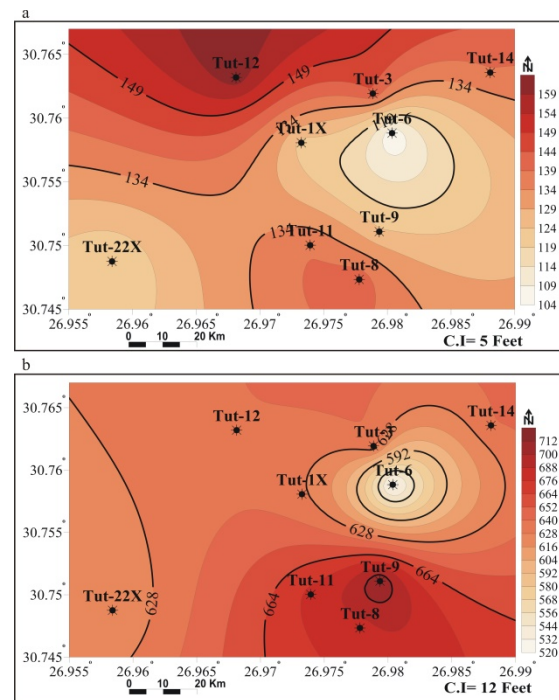 a
30.765°
30.76°
30.755°
30.75°
30.745
Tut-12
Tut-14
149
149
Tut-3
134
134
Tut-6
Tut-1X
134
Tut-9
134
Tut-11
Tut-22X
Tut-8
N
159
154
149
144
139
134
129
124
119
114
109
104
26.955° 26.96° 26.965° 26.97° 26.975° 26.98° 26.985° 26.99°
0 10 20 Km
C.I= 5 Feet
b
30.765°
30.76°
30.755°
30.75°
30.745
Tut-12
Tut-14
628
592
Tut-6
Tut-1X
628
Tut-9
664
Tut-11
664
Tut-22X
628
Tut-8
N
712
700
688
676
664
652
640
628
616
604
592
580
568
556
544
532
520
26.955° 26.96° 26.965° 26.97° 26.975° 26.98° 26.985° 26.99°
0 10 20 Km
C.I= 12 Feet